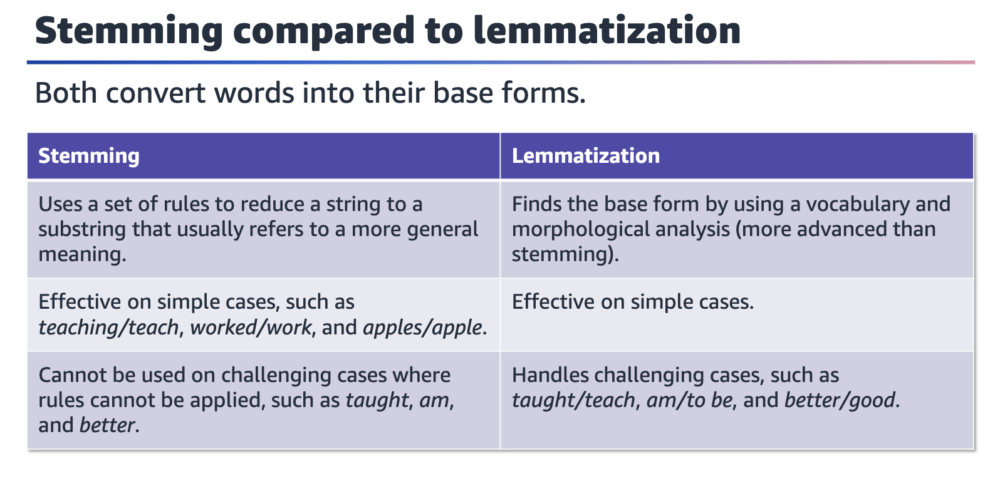 Stemming compared to lemmatization
Both convert words into their base forms.
Stemming
Lemmatization
Uses a set of rules to reduce a string to a
substring that usually refers to a more general
meaning.
Finds the base form by using a vocabulary and
morphological analysis (more advanced than
stemming).
Effective on simple cases, such as
teaching/teach, worked/work, and apples/apple.
Effective on simple cases.
Cannot be used on challenging cases where
rules cannot be applied, such as taught, am,
and better.
Handles challenging cases, such as
taught/teach, am/to be, and better/good.